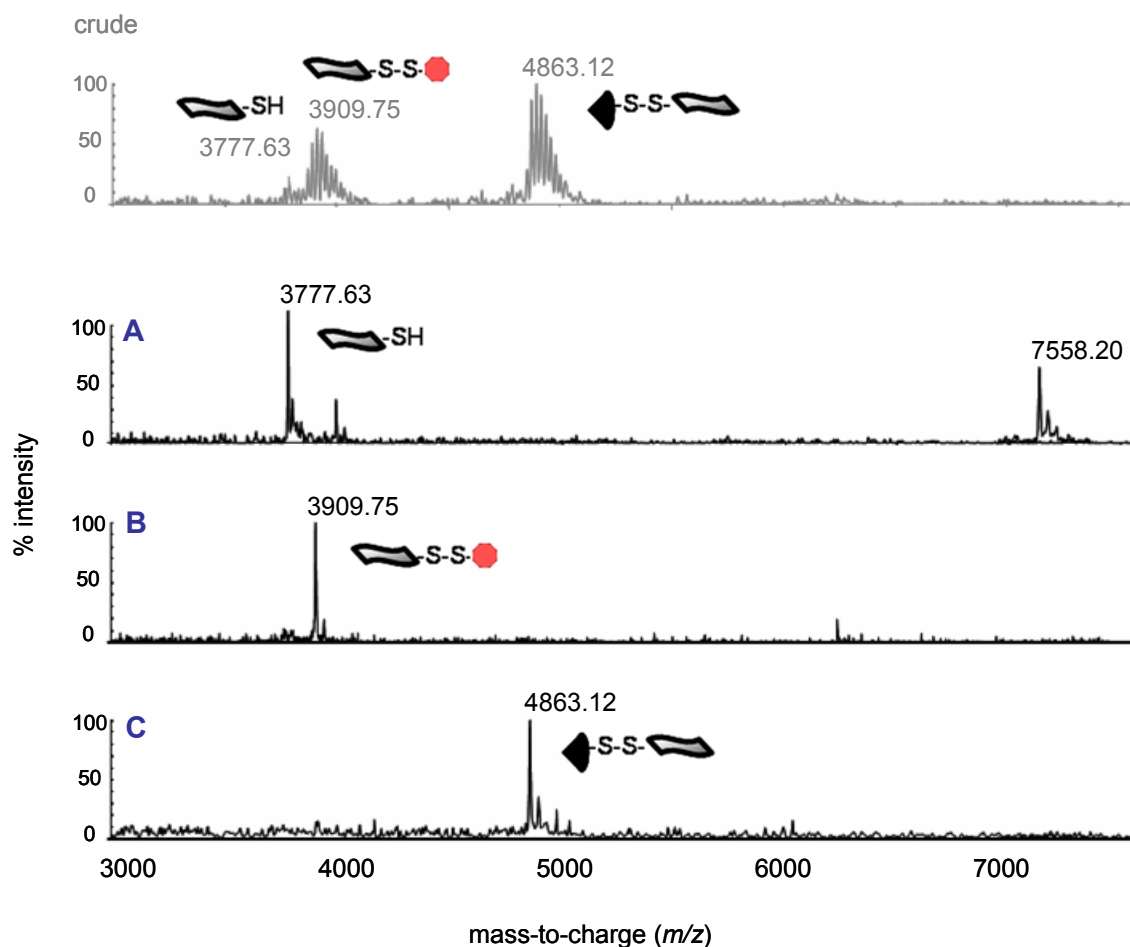 crude
-S-S-
4863.12
100
-SH
3909.75
-S-S-
50
3777.63
0
3777.63
100
A
-SH
7558.20
50
0
3909.75
100
B
-S-S-
50
0
4863.12
100
C
-S-S-
50
0
% intensity
3000 4000 5000 6000 7000
mass-to-charge (m/z)